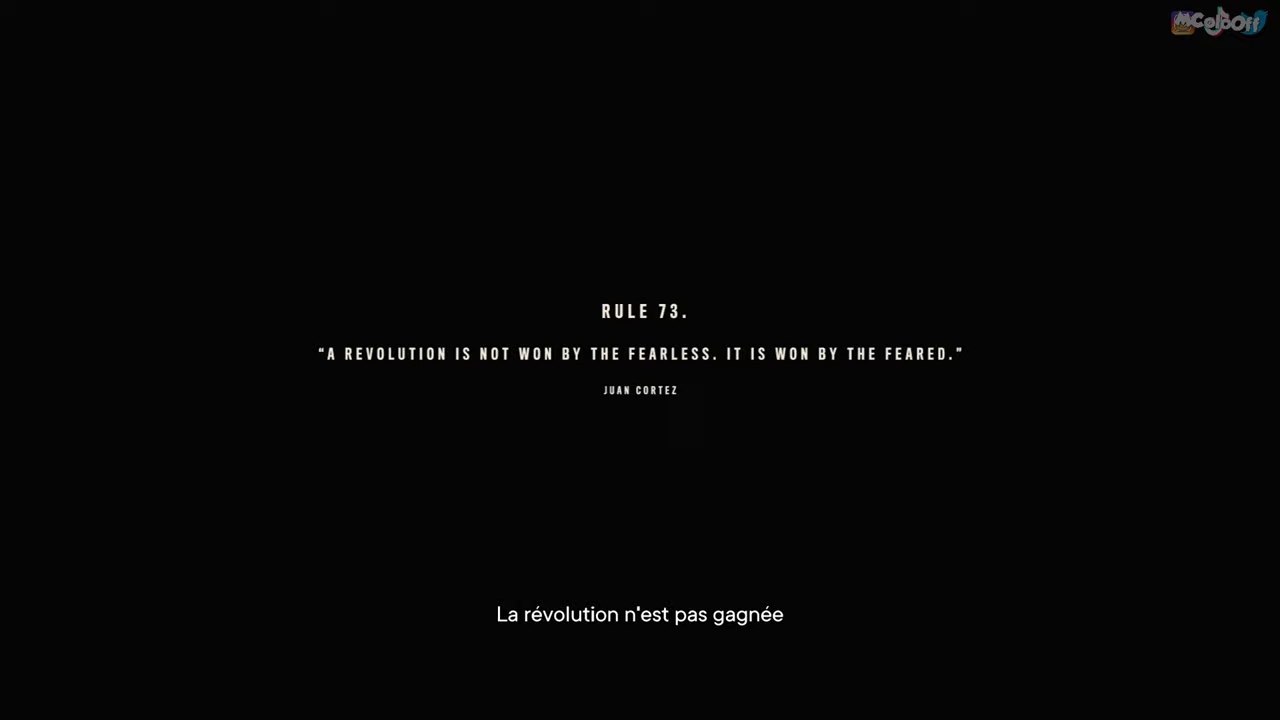 MCelooOff
RULE 73.
“A REVOLUTION IS NOT WON BY THE FEARLESS. IT IS WON BY THE FEARED.”
JUAN CORTEZ
La révolution n'est pas gagnée